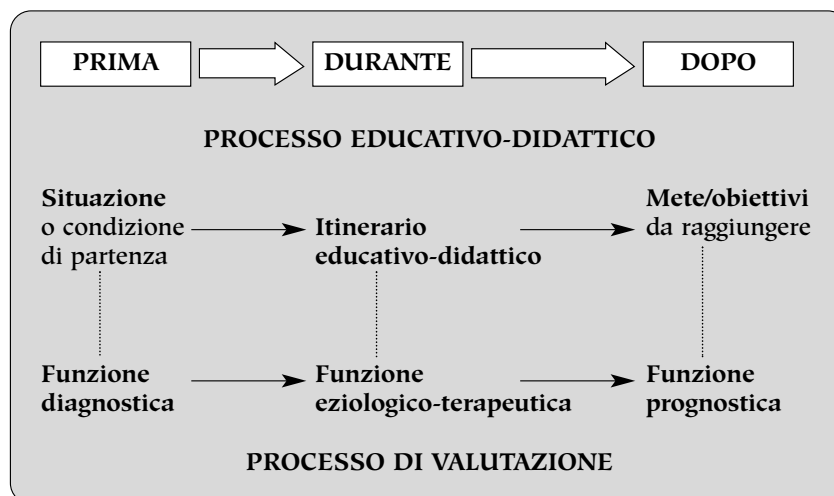 PRIMA
DURANTE
DOPO
PROCESSO EDUCATIVO-DIDATTICO
Situazione
o condizione
di partenza
Itinerario
educativo-didattico
Mete/obiettivi
da raggiungere
Funzione
diagnostica
Funzione
eziologico-terapeutica
Funzione
prognostica
PROCESSO DI VALUTAZIONE